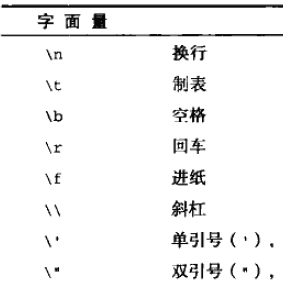 字面量
\n 换行
\t 制表
\b 空格
\r 回车
\f 进纸
\\ 斜杠
\' 单引号（'），
\" 双引号（"），